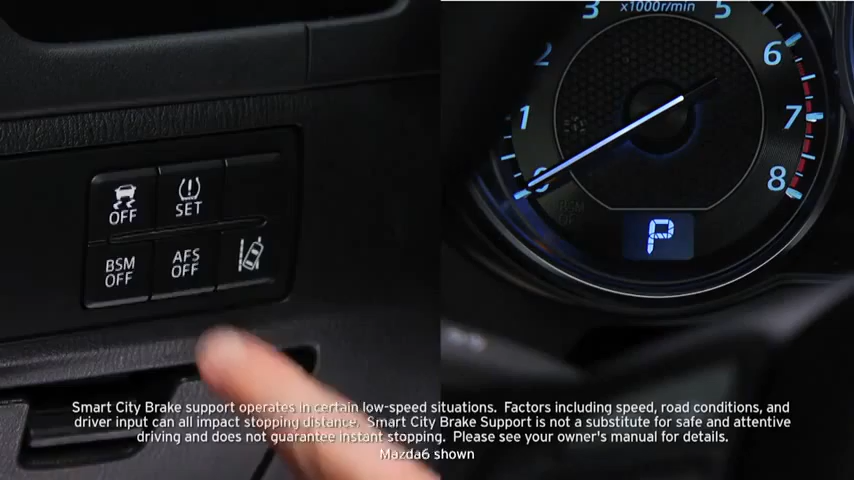 OFF
SET
BSM
OFF
AFS
OFF
x1000r/min
0
1
2
3
5
6
7
8
BSM
P
Smart City Brake support operates in certain low-speed situations. Factors including speed, road conditions, and
driver input can all impact stopping distance. Smart City Brake Support is not a substitute for safe and attentive
driving and does not guarantee instant stopping. Please see your owner's manual for details.
Mazda6 shown